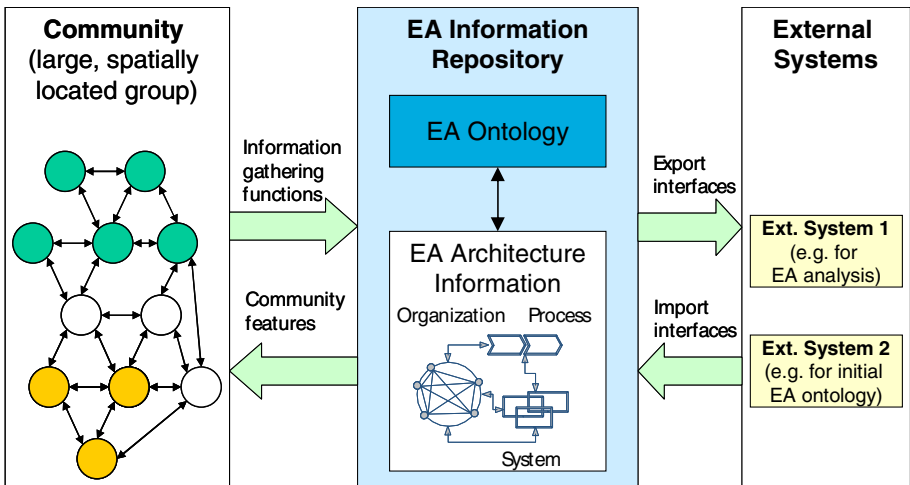 Community
(large, spatially
located group)
Information
gathering
functions
Community
features
EA Information
Repository
EA Ontology
EA Architecture
Information
Organization
Process
System
Export
interfaces
Import
interfaces
External
Systems
Ext. System 1
(e.g. for
EA analysis)
Ext. System 2
(e.g. for initial
EA ontology)